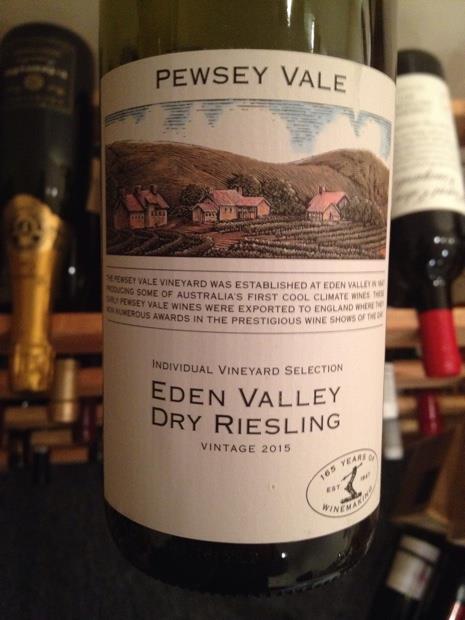 PEWSEY VALE
THE PEWSEY VALE VINEYARD WAS ESTABLISHED AT EDEN VALLEY IN 1847
PRODUCING SOME OF AUSTRALIA'S FIRST COOL CLIMATE WINES. THESE
EARLY PEWSEY VALE WINES WERE EXPORTED TO ENGLAND WHERE THEY
WON NUMEROUS AWARDS IN THE PRESTIGIOUS WINE SHOWS OF THE DAY
INDIVIDUAL VINEYARD SELECTION
EDEN VALLEY
DRY RIESLING
VINTAGE 2015
165 YEARS OF
EST. 1847
WINEMAKING